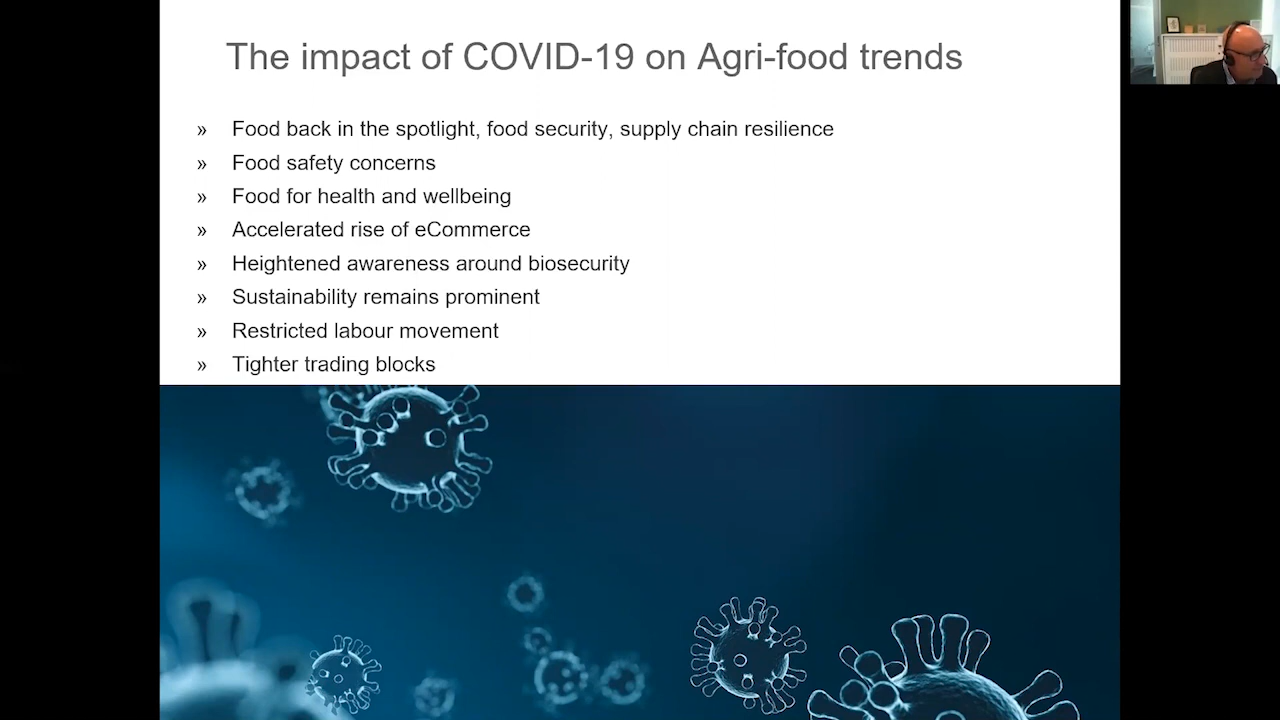 The impact of COVID-19 on Agri-food trends
» Food back in the spotlight, food security, supply chain resilience
» Food safety concerns
» Food for health and wellbeing
» Accelerated rise of eCommerce
» Heightened awareness around biosecurity
» Sustainability remains prominent
» Restricted labour movement
» Tighter trading blocks